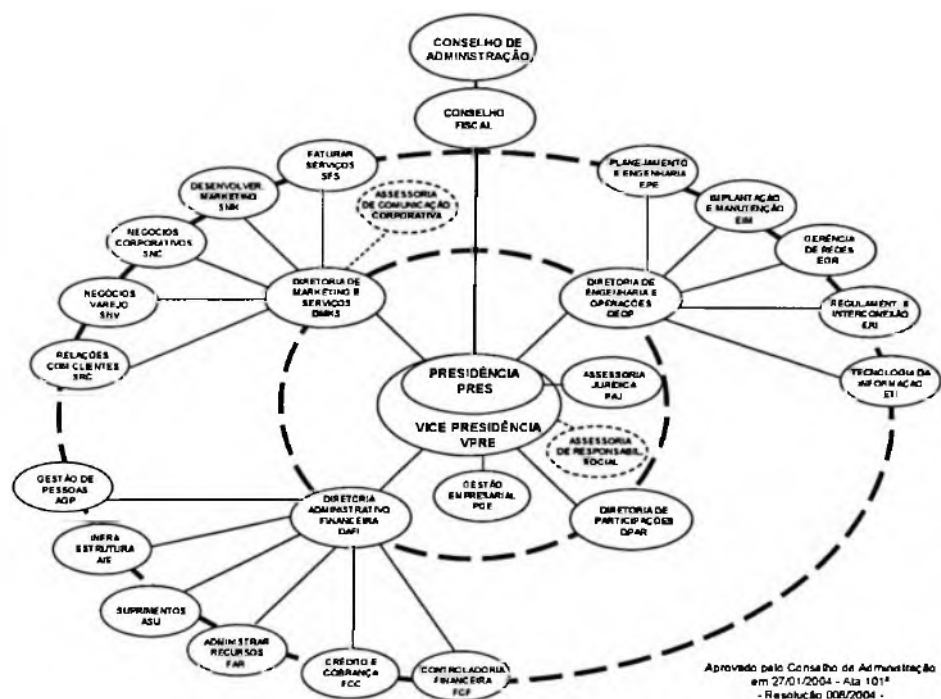 CONSELHO DE
ADMINISTRAÇÃO
CONSELHO
FISCAL
FATURAR
SERVIÇOS
SFS
DESENVOLVER
MARKETING
SMK
NEGÓCIOS
CORPORATIVOS
SNC
NEGÓCIOS
VAREJO
SNV
RELAÇÕES
COM CLIENTES
SRC
ASSESSORIA
DE COMUNICAÇÃO
CORPORATIVA
DIRETORIA DE
MARKETING E
SERVIÇOS
DMKS
PLANEJAMENTO
E ENGENHARIA
EPE
IMPLANTAÇÃO
E MANUTENÇÃO
EIM
GERÊNCIA
DE REDES
EGR
REGULAMENT. E
INTERCONEXÃO
ERI
TECNOLOGIA DA
INFORMAÇÃO
ETI
DIRETORIA DE
ENGENHARIA E
OPERAÇÕES
DEOP
PRESIDÊNCIA
PRES
VICE PRESIDÊNCIA
VPRE
ASSESSORIA
JURÍDICA
PAJ
ASSESSORIA
DE RESPONSABIL.
SOCIAL
GESTÃO
EMPRESARIAL
PGE
DIRETORIA DE
PARTICIPAÇÕES
DPAR
DIRETORIA
ADMINISTRATIVO
FINANCEIRA
DAFI
GESTÃO DE
PESSOAS
AGP
INFRA
ESTRUTURA
AIE
SUPRIMENTOS
ASU
ADMINISTRAR
RECURSOS
FAR
CRÉDITO E
COBRANÇA
FCC
CONTROLADORIA
FINANCEIRA
FCF
Aprovado pelo Conselho de Administração
em 27/01/2004 - Ata 101ª
- Resolução 008/2004 -